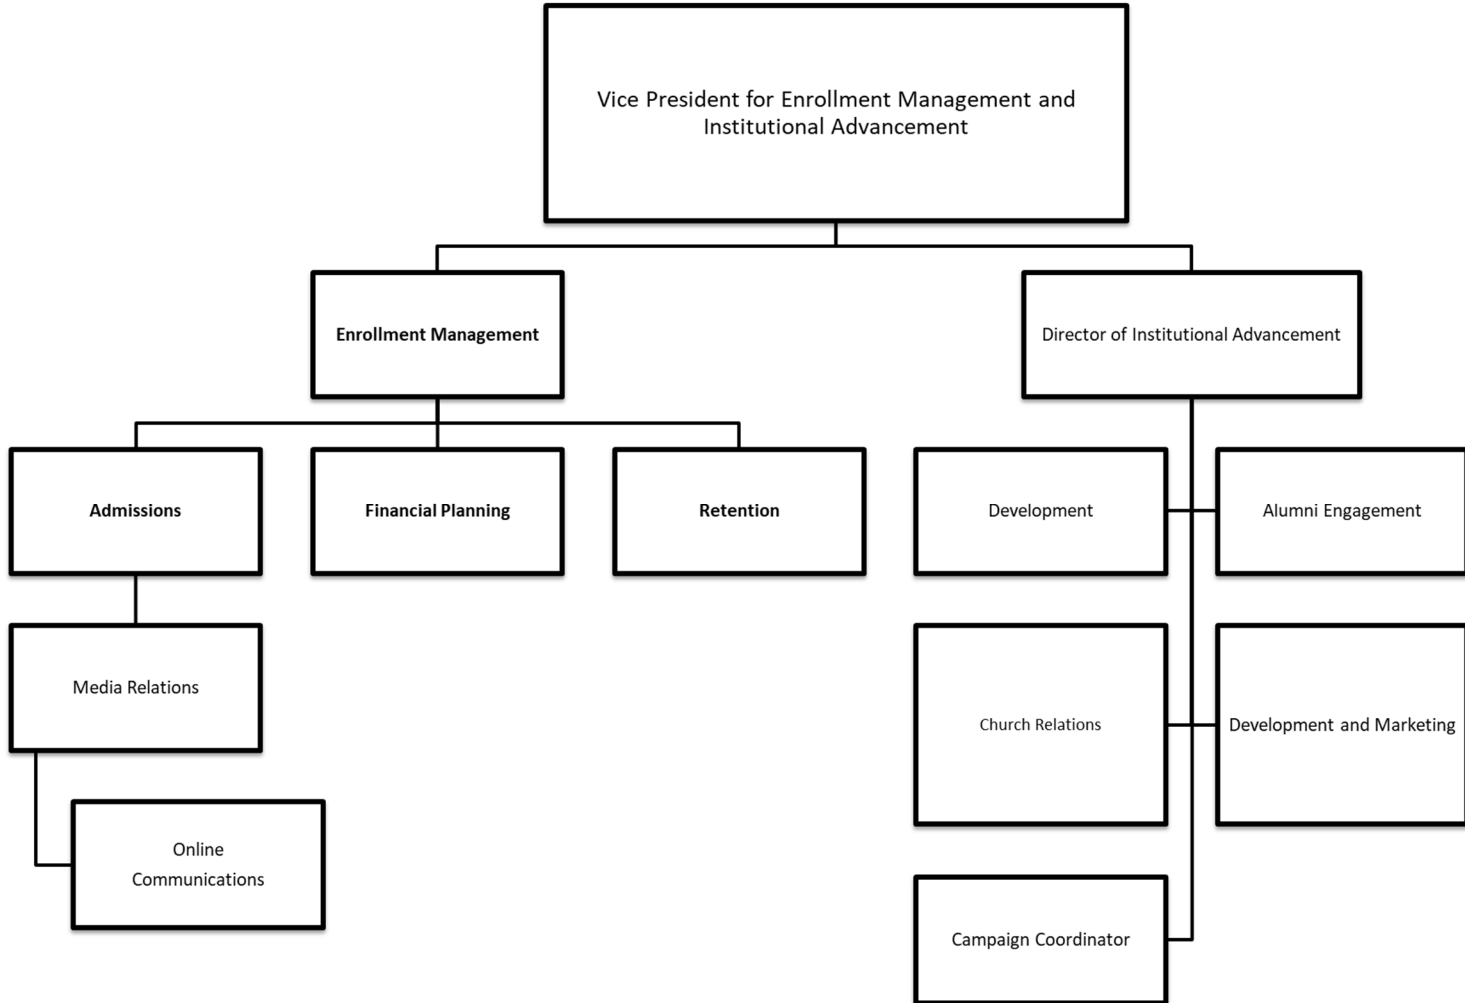 Vice President for Enrollment Management and
Institutional Advancement
Enrollment Management
Director of Institutional Advancement
Admissions
Financial Planning
Retention
Development
Alumni Engagement
Media Relations
Church Relations
Development and Marketing
Online
Communications
Campaign Coordinator